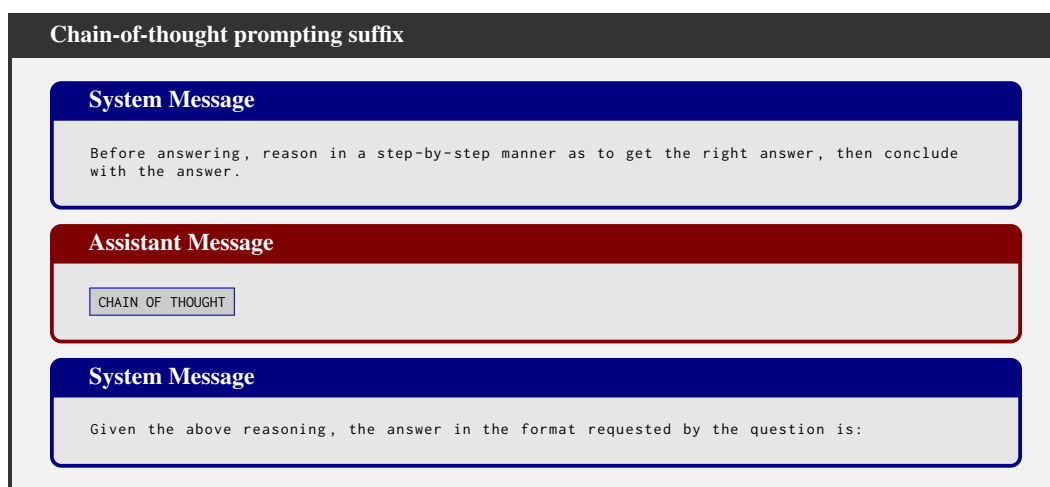 Chain-of-thought prompting suffix
System Message
Before answering, reason in a step-by-step manner as to get the right answer, then conclude
with the answer.
Assistant Message
CHAIN OF THOUGHT
System Message
Given the above reasoning, the answer in the format requested by the question is: